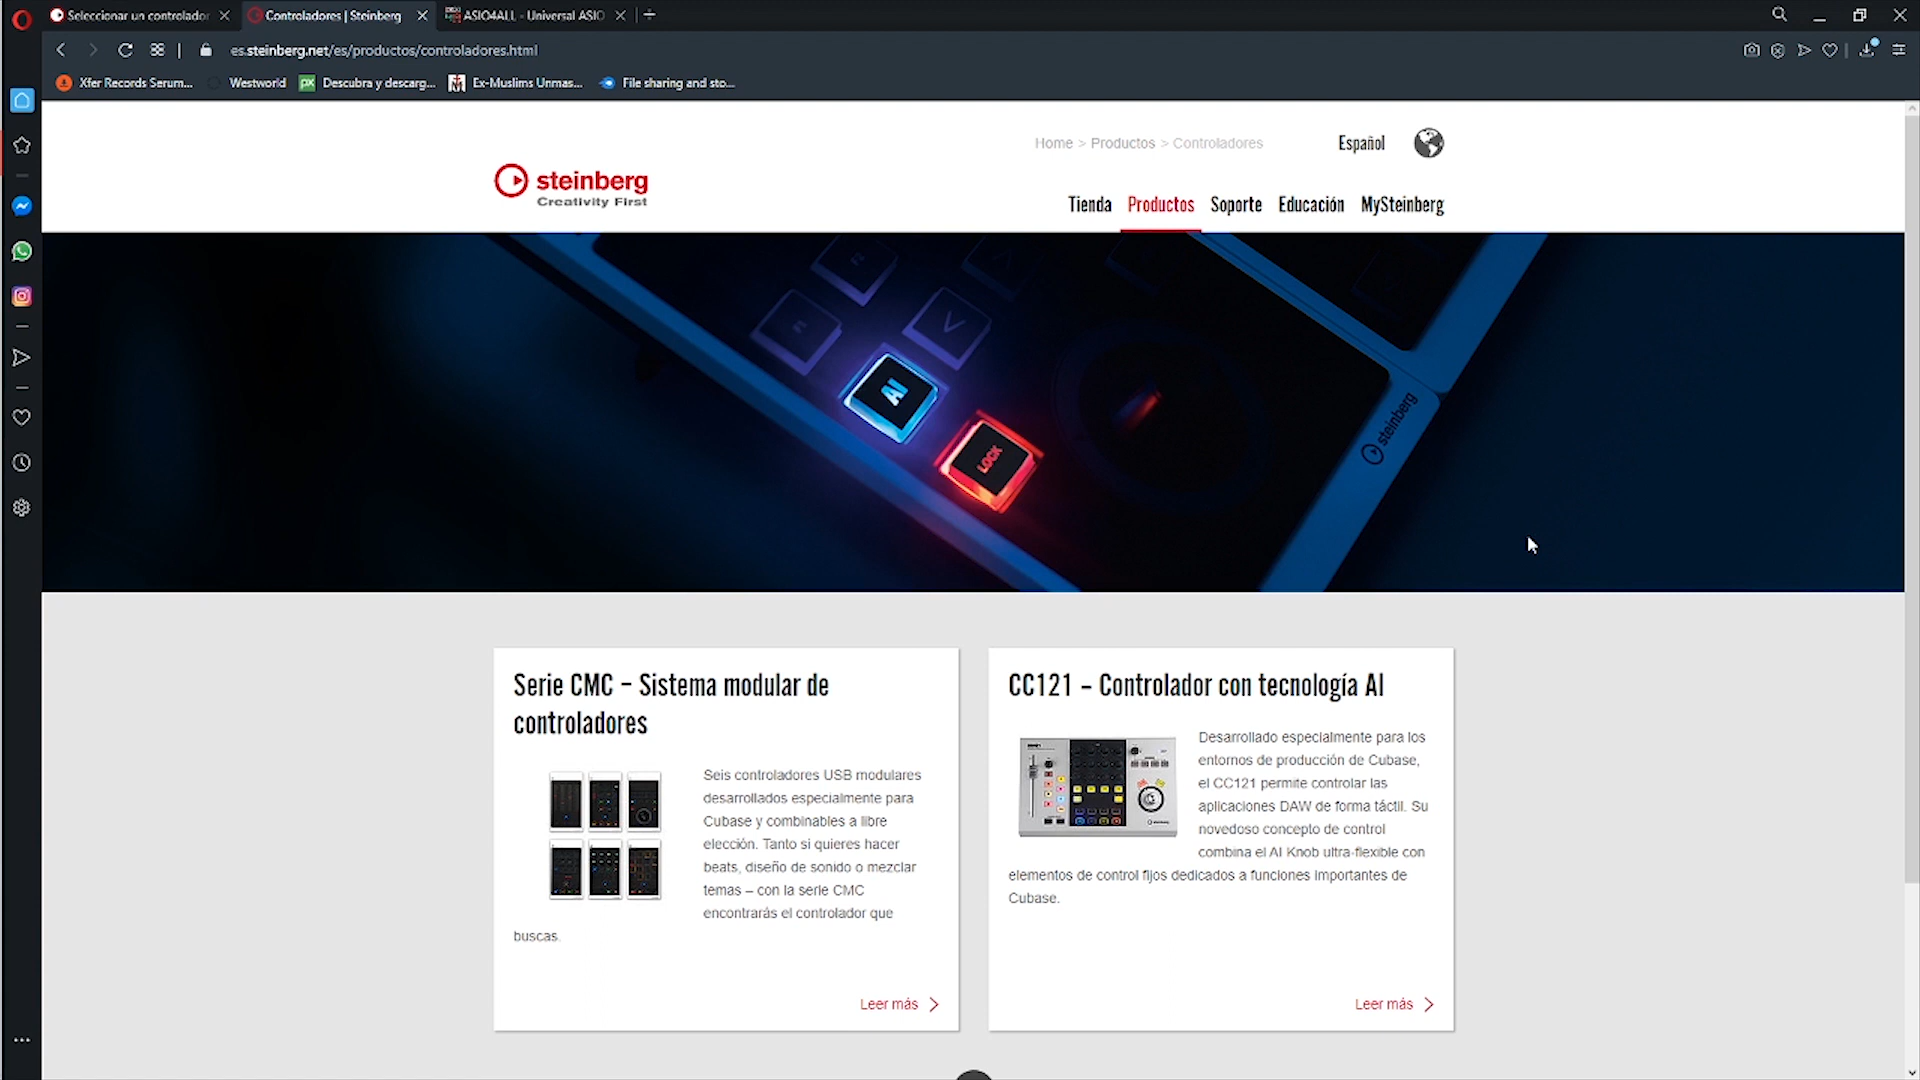 Seleccionar un controlador
Controladores | Steinberg
ASIO4ALL - Universal ASIO
es.steinberg.net/es/productos/controladores.html
Xfer Records Serum...
Westworld
px
Descubra y descarg...
Ex-Muslims Unmas...
File sharing and sto...
Home > Productos > Controladores
Español
steinberg
Creativity First
Tienda
Productos
Soporte
Educación
MySteinberg
AI
LOCK
steinberg
Serie CMC – Sistema modular de
controladores
Seis controladores USB modulares
desarrollados especialmente para
Cubase y combinables a libre
elección. Tanto si quieres hacer
beats, diseño de sonido o mezclar
temas – con la serie CMC
encontrarás el controlador que
buscas.
Leer más
CC121 – Controlador con tecnología AI
Desarrollado especialmente para los
entornos de producción de Cubase,
el CC121 permite controlar las
aplicaciones DAW de forma táctil. Su
novedoso concepto de control
combina el AI Knob ultra-flexible con
elementos de control fijos dedicados a funciones importantes de
Cubase.
Leer más